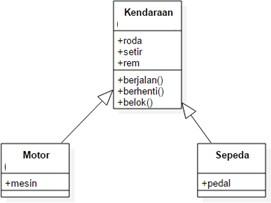 Kendaraan
+roda
+setir
+rem
+berjalan()
+berhenti()
+belok()
Motor
+mesin
Sepeda
+pedal